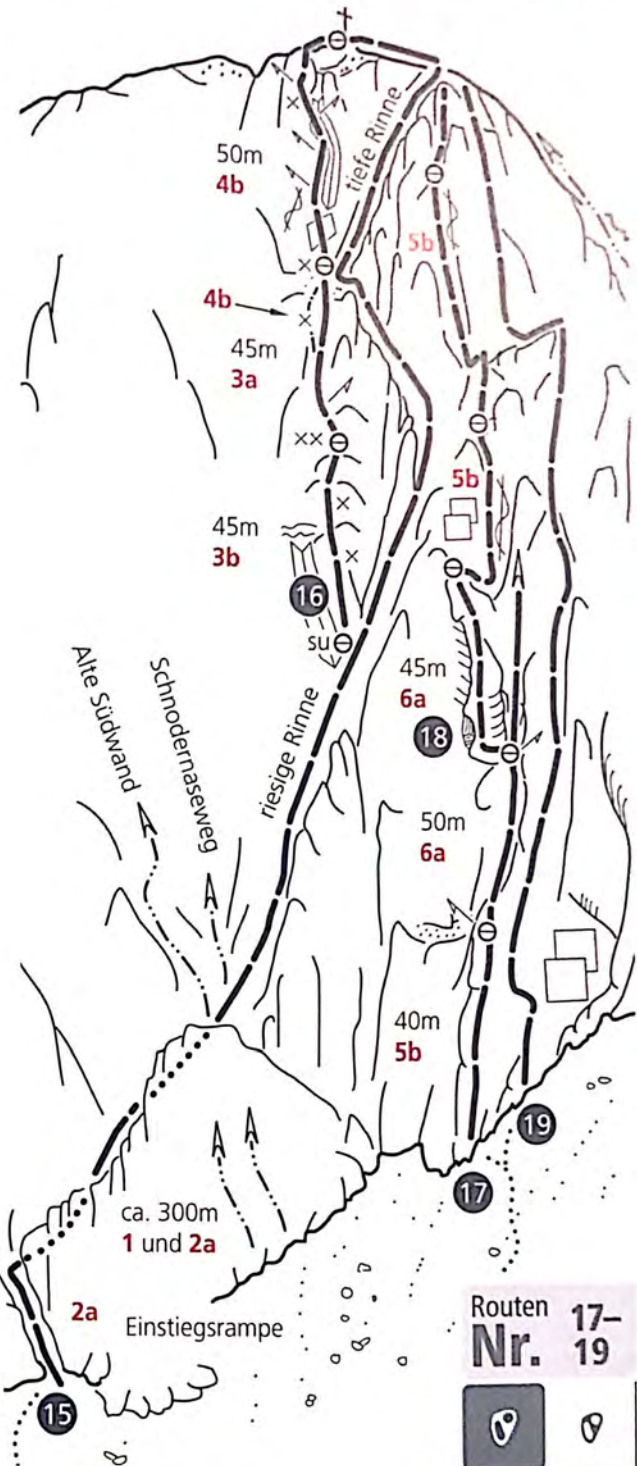 50m
4b
tiefe Rinne
5b
4b
45m
3a
××
5b
45m
3b
16
su
45m
6a
18
Alte Südwand
Schnodernaseweg
riesige Rinne
50m
6a
40m
5b
19
17
ca. 300m
1 und 2a
2a
Einstiegsrampe
15
Routen 17–
Nr. 19